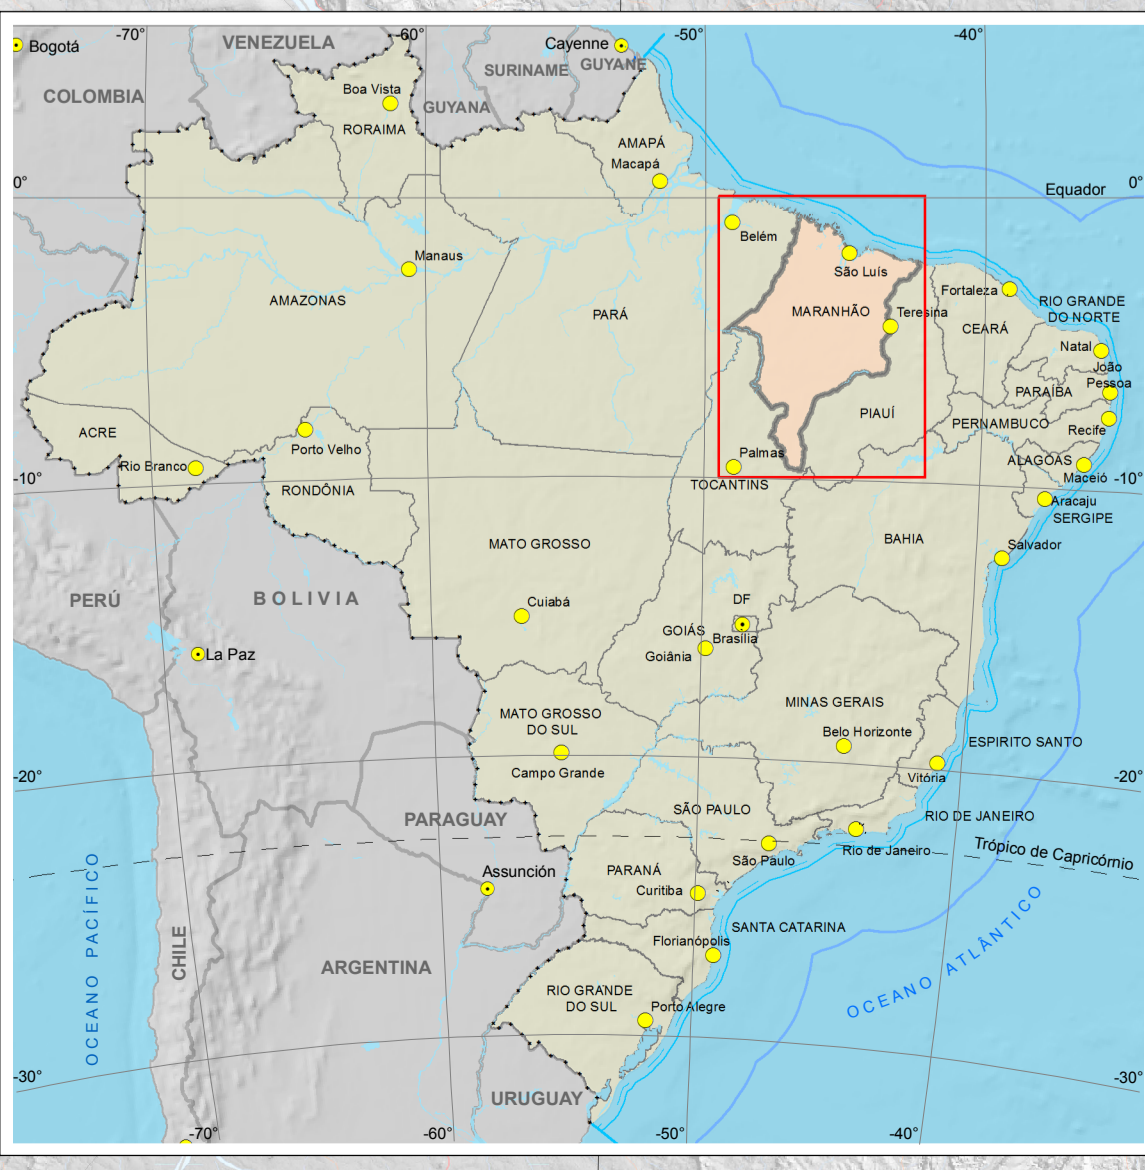 -70°
-60°
-50°
-40°
Bogotá
VENEZUELA
Cayenne
SURINAME
GUYANE
COLOMBIA
Boa Vista
GUYANA
RORAIMA
AMAPÁ
Macapá
0°
0°
Equador
Belém
Manaus
São Luís
AMAZONAS
PARÁ
MARANHÃO
Teresina
Fortaleza
RIO GRANDE
DO NORTE
CEARÁ
Natal
João
Pessoa
PARAÍBA
PIAUÍ
PERNAMBUCO
Recife
ACRE
Rio Branco
Porto Velho
Palmas
ALAGOAS
Maceió
-10°
-10°
RONDÔNIA
TOCANTINS
Aracaju
SERGIPE
MATO GROSSO
BAHIA
Salvador
PERÚ
BOLIVIA
Cuiabá
DF
GOIÁS
Brasília
Goiânia
La Paz
MINAS GERAIS
MATO GROSSO
DO SUL
Belo Horizonte
ESPIRITO SANTO
Campo Grande
Vitória
-20°
-20°
SÃO PAULO
PARAGUAY
RIO DE JANEIRO
São Paulo
Rio de Janeiro
Trópico de Capricórnio
Assunción
PARANÁ
Curitiba
SANTA CATARINA
Florianópolis
OCEANO PACÍFICO
CHILE
ARGENTINA
OCEANO ATLÂNTICO
RIO GRANDE
DO SUL
Porto Alegre
-30°
-30°
URUGUAY
-70°
-60°
-50°
-40°